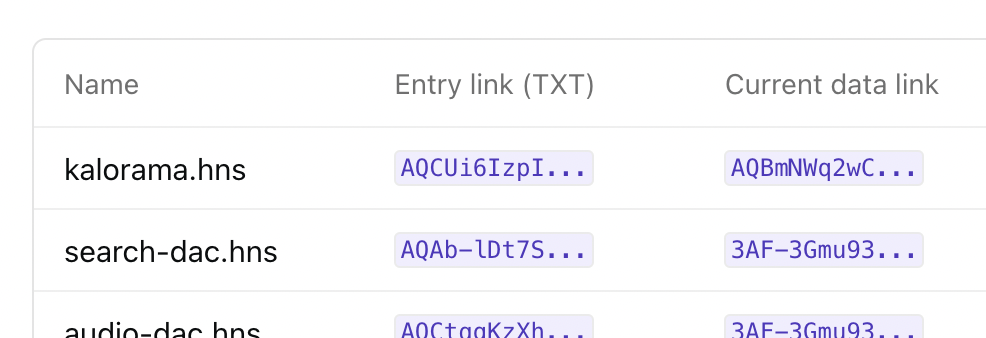 Name Entry link (TXT) Current data link
kalorama.hns AQCUi6IzpI... AQBmNWq2wC...
search-dac.hns AQAb-lDt7S... 3AF-3Gmu93...
audio-dac.hns 3AF-3Gmu93...